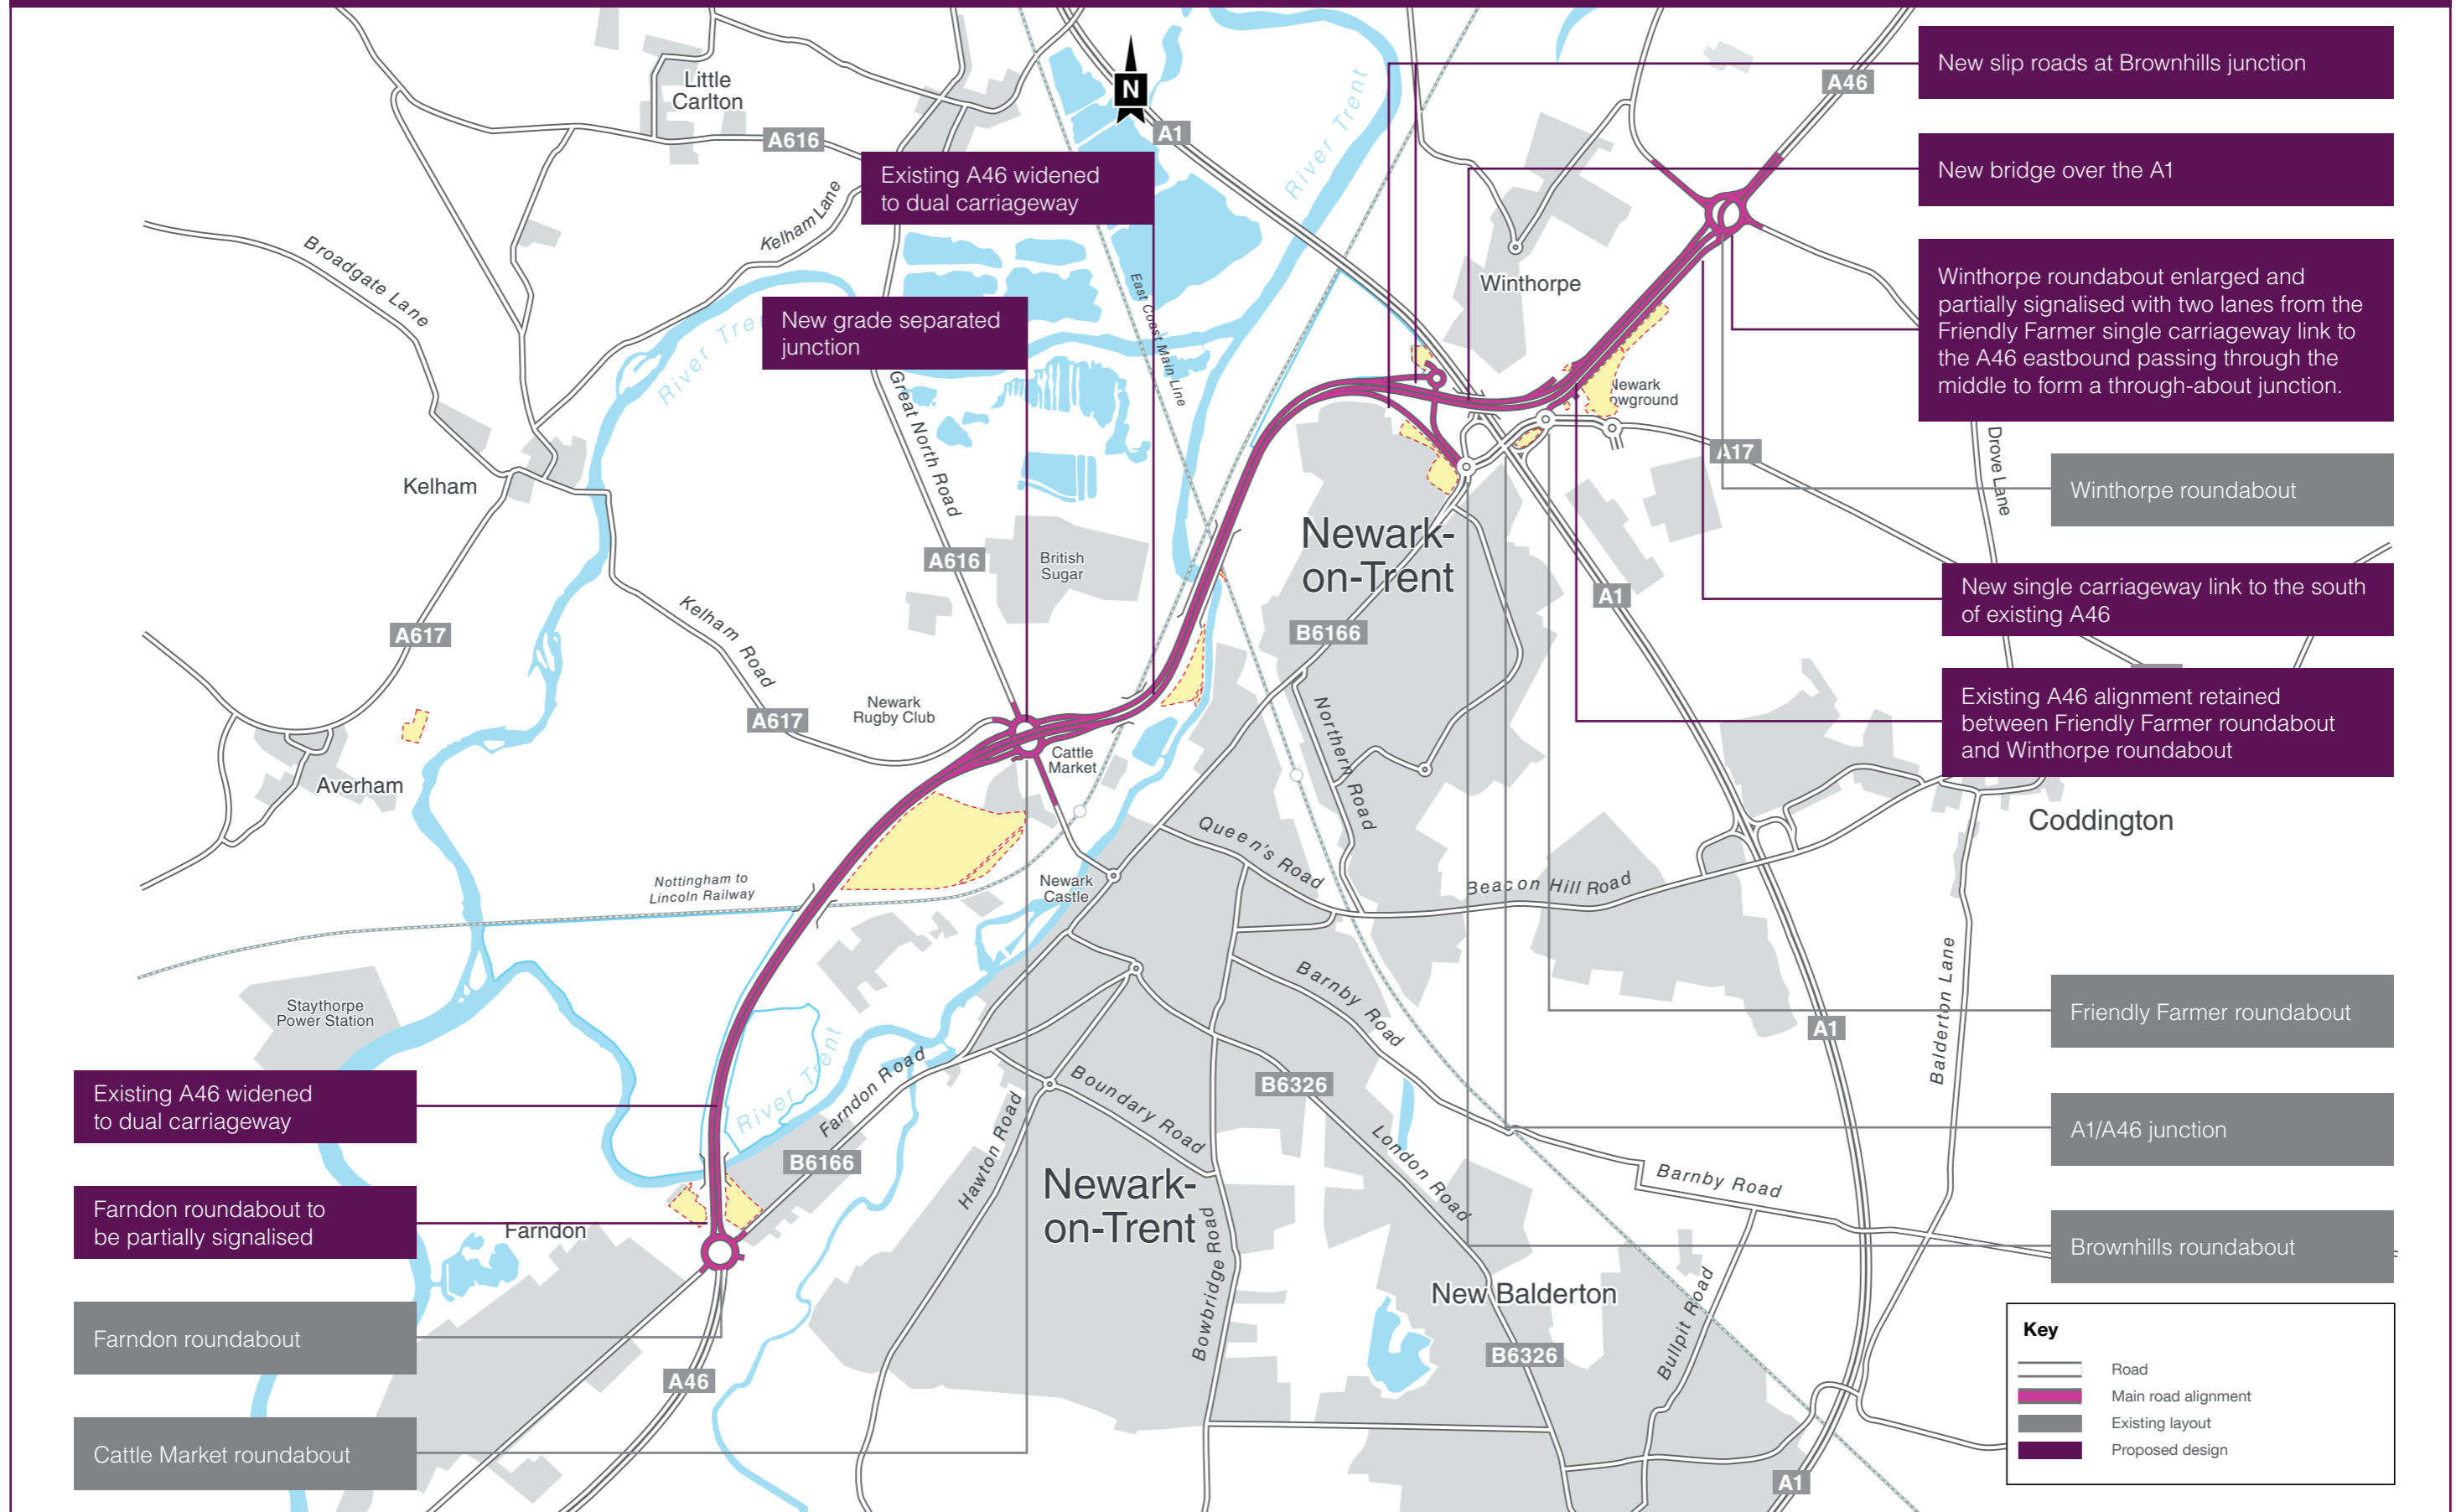 New slip roads at Brownhills junction
A46
Little
Carlton
N
River Trent
A1
A616
New bridge over the A1
Existing A46 widened
to dual carriageway
Kelham Lane
Broadgate Lane
Winthorpe roundabout enlarged and
partially signalised with two lanes from the
Friendly Farmer single carriageway link to
the A46 eastbound passing through the
middle to form a through-about junction.
Winthorpe
East Coast Main Line
New grade separated
junction
River Tre
Great North Road
Newark
owground
Drove Lane
A17
Kelham
Winthorpe roundabout
Newark-
on-Trent
A616
British
Sugar
New single carriageway link to the south
of existing A46
A1
Kelham Road
A617
B6166
Existing A46 alignment retained
between Friendly Farmer roundabout
and Winthorpe roundabout
Newark
Rugby Club
A617
Northern Road
Cattle
Market
Averham
Coddington
Queen's Road
Nottingham to
Lincoln Railway
Newark
Castle
Beacon Hill Road
Staythorpe
Power Station
Barnby Road
Balderton Lane
Friendly Farmer roundabout
A1
River Trent
Farndon Road
Existing A46 widened
to dual carriageway
Boundary Road
B6326
A1/A46 junction
Hawton Road
London Road
B6166
Barnby Road
Newark-
on-Trent
Farndon roundabout to
be partially signalised
Farndon
Bowbridge Road
Brownhills roundabout
New Balderton
Bullpit Road
Farndon roundabout
B6326
A46
Key
Road
Main road alignment
Existing layout
Proposed design
Cattle Market roundabout
A1